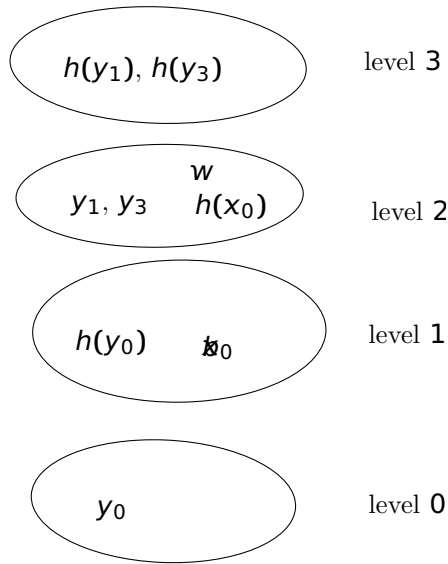 h(y₁), h(y₃) level 3
w
y₁, y₃ h(x₀) level 2
h(y₀) level 1
y₀ level 0